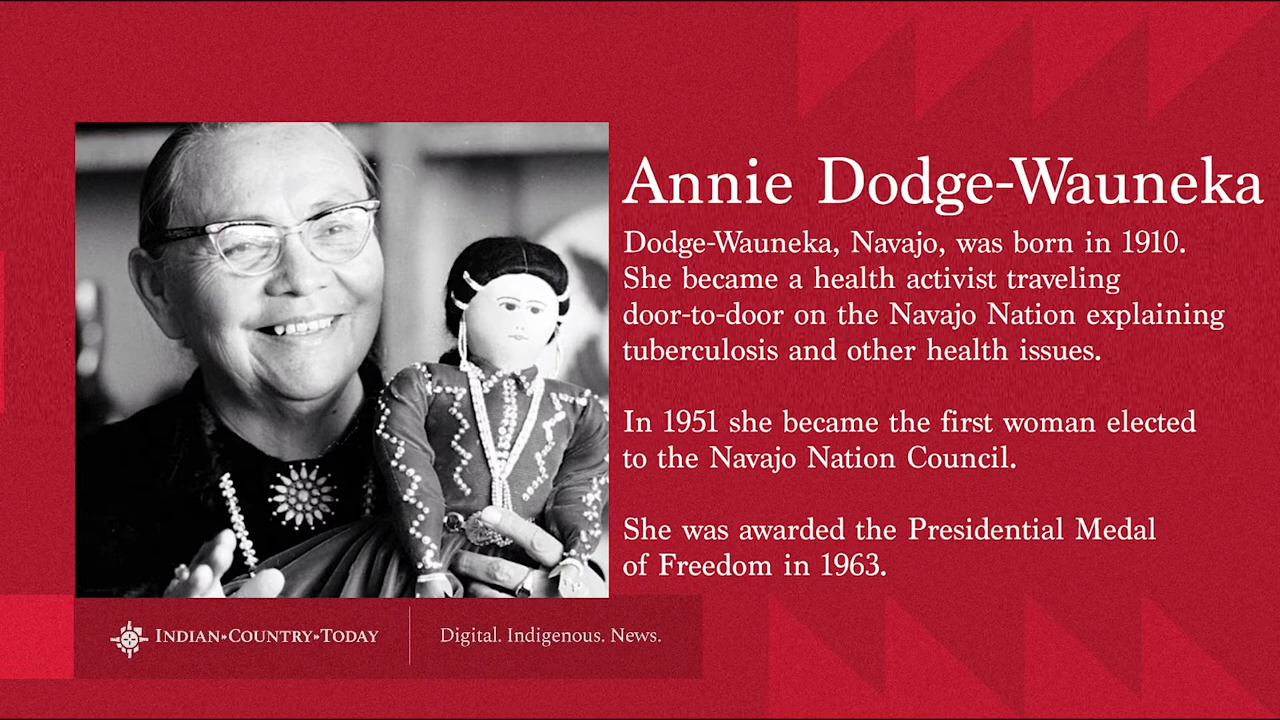 Annie Dodge-Wauneka
Dodge-Wauneka, Navajo, was born in 1910.
She became a health activist traveling
door-to-door on the Navajo Nation explaining
tuberculosis and other health issues.
In 1951 she became the first woman elected
to the Navajo Nation Council.
She was awarded the Presidential Medal
of Freedom in 1963.
INDIAN»COUNTRY»TODAY
Digital. Indigenous. News.